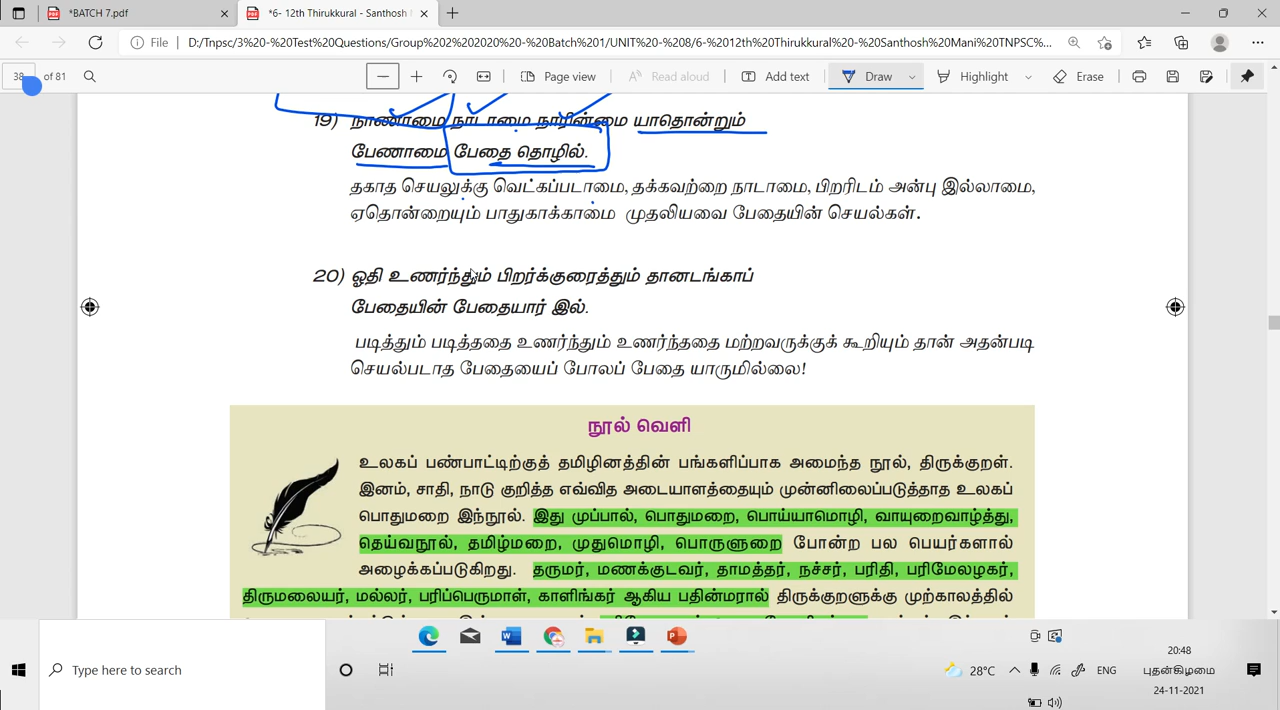 *BATCH 7.pdf
*6- 12th Thirukkural - Santhosh
File D:/Tnpsc/3%20-%20Test%20Questions/Group%202%202020%20-%20Batch%201/UNIT%20-%208/6-%2012th%20Thirukkural%20-%20Santhosh%20Mani%20TNPSC%...
38 of 81 Page view Read aloud Add text Draw Highlight Erase
19) நாணாமை நாடாமை நாரின்மை யாதொன்றும்
பேணாமை பேதை தொழில்.
தகாத செயலுக்கு வெட்கப்படாமை, தக்கவற்றை நாடாமை, பிறரிடம் அன்பு இல்லாமை,
ஏதொன்றையும் பாதுகாக்காமை முதலியவை பேதையின் செயல்கள்.
20) ஓதி உணர்ந்தும் பிறர்க்குரைத்தும் தானடங்காப்
பேதையின் பேதையார் இல்.
படித்தும் படித்ததை உணர்ந்தும் உணர்ந்ததை மற்றவருக்குக் கூறியும் தான் அதன்படி
செயல்படாத பேதையைப் போலப் பேதை யாருமில்லை!
நூல் வெளி
உலகப் பண்பாட்டிற்குத் தமிழினத்தின் பங்களிப்பாக அமைந்த நூல், திருக்குறள்.
இனம், சாதி, நாடு குறித்த எவ்வித அடையாளத்தையும் முன்னிலைப்படுத்தாத உலகப்
பொதுமறை இந்நூல். இது முப்பால், பொதுமறை, பொய்யாமொழி, வாயுறைவாழ்த்து,
தெய்வநூல், தமிழ்மறை, முதுமொழி, பொருளுறை போன்ற பல பெயர்களால்
அழைக்கப்படுகிறது. தருமர், மணக்குடவர், தாமத்தர், நச்சர், பரிதி, பரிமேலழகர்,
திருமலையர், மல்லர், பரிப்பெருமாள், காளிங்கர் ஆகிய பதின்மரால் திருக்குறளுக்கு முற்காலத்தில்
Type here to search
28°C ENG
20:48
புதன்கிழமை
24-11-2021